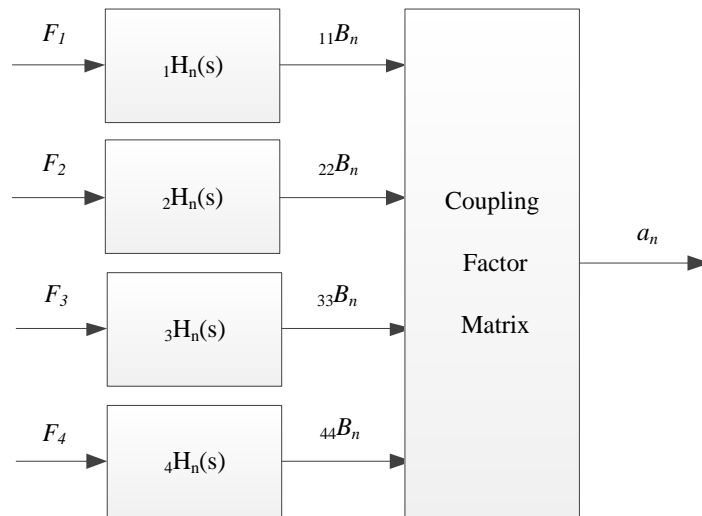 F₁
₁Hₙ(s)
₁₁Bₙ
F₂
₂Hₙ(s)
₂₂Bₙ
Coupling
Factor
Matrix
aₙ
F₃
₃Hₙ(s)
₃₃Bₙ
F₄
₄Hₙ(s)
₄₄Bₙ